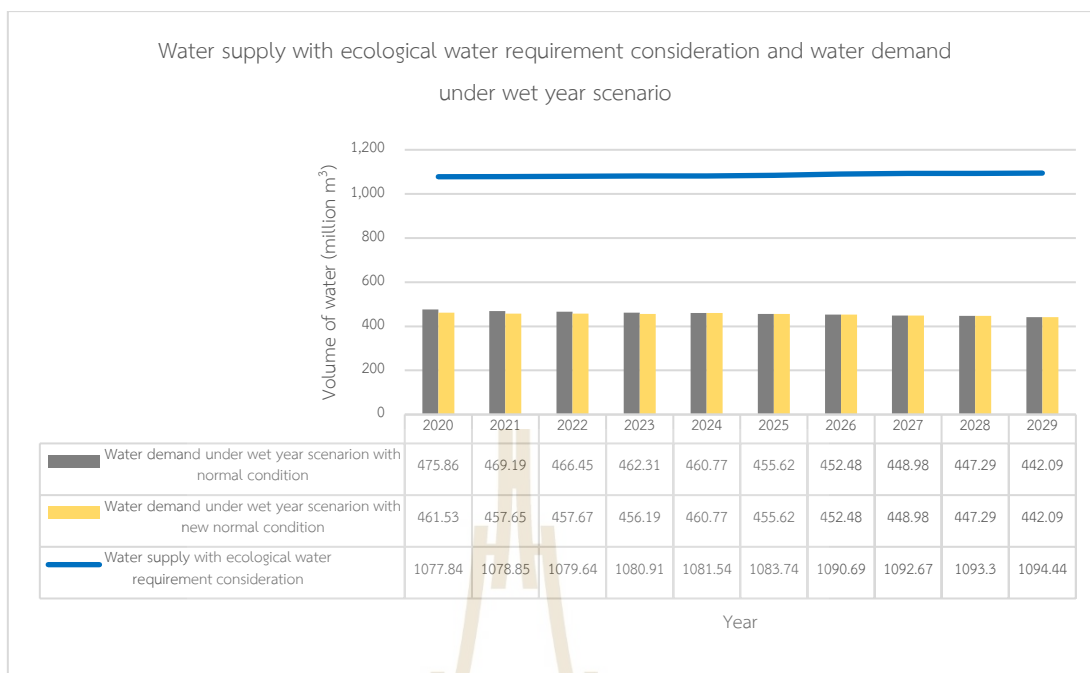 Water supply with ecological water requirement consideration and water demand
under wet year scenario
Volume of water (million m³)
1,200
1,000
800
600
400
200
0
2020 2021 2022 2023 2024 2025 2026 2027 2028 2029
Water demand under wet year scenarion with
normal condition
475.86 469.19 466.45 462.31 460.77 455.62 452.48 448.98 447.29 442.09
Water demand under wet year scenarion with
new normal condition
461.53 457.65 457.67 456.19 460.77 455.62 452.48 448.98 447.29 442.09
Water supply with ecological water
requirement consideration
1077.84 1078.85 1079.64 1080.91 1081.54 1083.74 1090.69 1092.67 1093.3 1094.44
Year